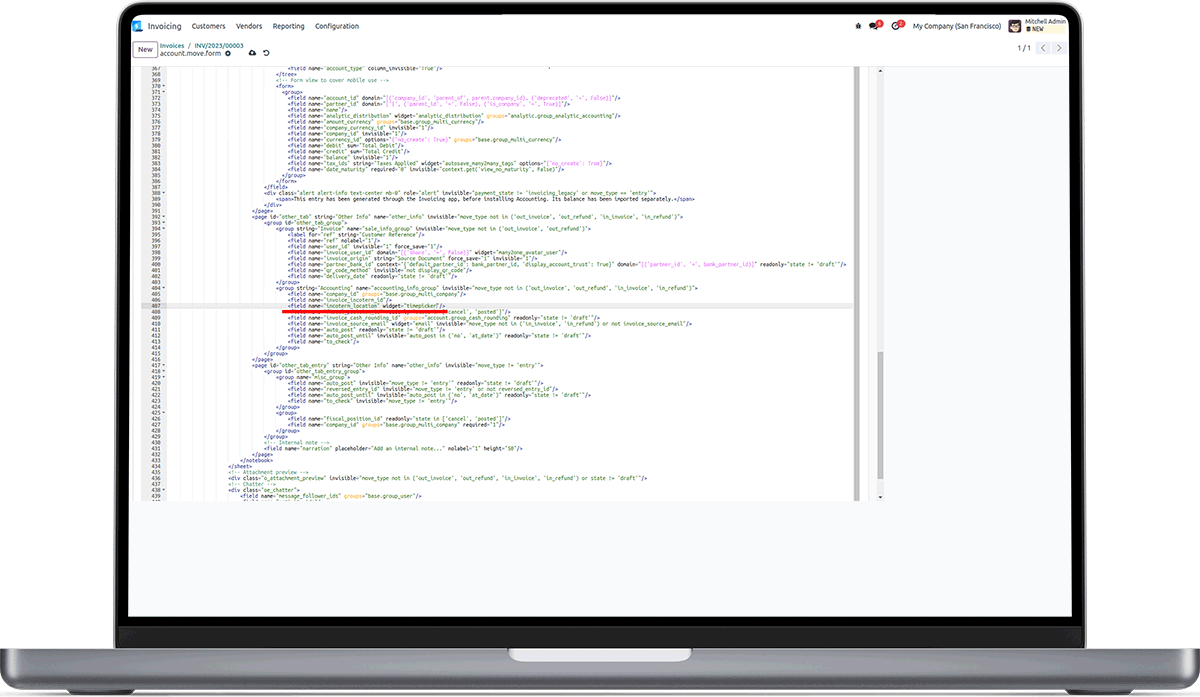 Invoicing Customers Vendors Reporting Configuration 6 2 My Company (San Francisco) Mitchell Admin
NEW
New Invoices / INV/2023/00003
account.move.form 1 / 1
367 <field name="account_type" column_invisible="True"/>
368 </tree>
369 <!-- Form view to cover mobile use -->
370 <form>
371 <group>
372 <field name="account_id" domain="[('company_id', 'parent_of', parent.company_id), ('deprecated', '=', False)]"/>
373 <field name="partner_id" domain="['|', ('parent_id', '=', False), ('is_company', '=', True)]"/>
374 <field name="name"/>
375 <field name="analytic_distribution" widget="analytic_distribution" groups="analytic.group_analytic_accounting"/>
376 <field name="amount_currency" groups="base.group_multi_currency"/>
377 <field name="company_currency_id" invisible="1"/>
378 <field name="company_id" invisible="1"/>
379 <field name="currency_id" options="{'no_create': True}" groups="base.group_multi_currency"/>
380 <field name="debit" sum="Total Debit"/>
381 <field name="credit" sum="Total Credit"/>
382 <field name="balance" invisible="1"/>
383 <field name="tax_ids" string="Taxes Applied" widget="autosave_many2many_tags" options="{'no_create': True}"/>
384 <field name="date_maturity" required="0" invisible="context.get('view_no_maturity', False)"/>
385 </group>
386 </form>
387 </field>
388 <div class="alert alert-info text-center mb-0" role="alert" invisible="payment_state != 'invoicing_legacy' or move_type == 'entry'">
389 <span>This entry has been generated through the Invoicing app, before installing Accounting. Its balance has been imported separately.</span>
390 </div>
391 </page>
392 <page id="other_tab" string="Other Info" name="other_info" invisible="move_type not in ('out_invoice', 'out_refund', 'in_invoice', 'in_refund')">
393 <group id="other_tab_group">
394 <group string="Invoice" name="sale_info_group" invisible="move_type not in ('out_invoice', 'out_refund')">
395 <label for="ref" string="Customer Reference"/>
396 <field name="ref" nolabel="1"/>
397 <field name="user_id" invisible="1" force_save="1"/>
398 <field name="invoice_user_id" domain="[('share', '=', False)]" widget="many2one_avatar_user"/>
399 <field name="invoice_origin" string="Source Document" force_save="1" invisible="1"/>
400 <field name="partner_bank_id" context="{'default_partner_id': bank_partner_id, 'display_account_trust': True}" domain="[('partner_id', '=', bank_partner_id)]" readonly="state != 'draft'"/>
401 <field name="qr_code_method" invisible="not display_qr_code"/>
402 <field name="delivery_date" readonly="state != 'draft'"/>
403 </group>
404 <group string="Accounting" name="accounting_info_group" invisible="move_type not in ('out_invoice', 'out_refund', 'in_invoice', 'in_refund')">
405 <field name="company_id" groups="base.group_multi_company"/>
406 <field name="invoice_incoterm_id"/>
407 <field name="incoterm_location" widget="timepicker"/>
408 'cancel', 'posted']"/>
409 <field name="invoice_cash_rounding_id" groups="account.group_cash_rounding" readonly="state != 'draft'"/>
410 <field name="invoice_source_email" widget="email" invisible="move_type not in ('in_invoice', 'in_refund') or not invoice_source_email"/>
411 <field name="auto_post" readonly="state != 'draft'"/>
412 <field name="auto_post_until" invisible="auto_post in ('no', 'at_date')" readonly="state != 'draft'"/>
413 <field name="to_check"/>
414 </group>
415 </group>
416 </page>
417 <page id="other_tab_entry" string="Other Info" name="other_info" invisible="move_type != 'entry'">
418 <group id="other_tab_entry_group">
419 <group name="misc_group">
420 <field name="auto_post" invisible="move_type != 'entry'" readonly="state != 'draft'"/>
421 <field name="reversed_entry_id" invisible="move_type != 'entry' or not reversed_entry_id"/>
422 <field name="auto_post_until" invisible="auto_post in ('no', 'at_date')" readonly="state != 'draft'"/>
423 <field name="to_check" invisible="move_type != 'entry'"/>
424 </group>
425 <group>
426 <field name="fiscal_position_id" readonly="state in ['cancel', 'posted']"/>
427 <field name="company_id" groups="base.group_multi_company" required="1"/>
428 </group>
429 </group>
430 <!-- Internal note -->
431 <field name="narration" placeholder="Add an internal note..." nolabel="1" height="50"/>
432 </page>
433 </notebook>
434 </sheet>
435 <!-- Attachment preview -->
436 <div class="o_attachment_preview" invisible="move_type not in ('out_invoice', 'out_refund', 'in_invoice', 'in_refund') or state != 'draft'"/>
437 <!-- Chatter -->
438 <div class="oe_chatter">
439 <field name="message_follower_ids" groups="base.group_user"/>